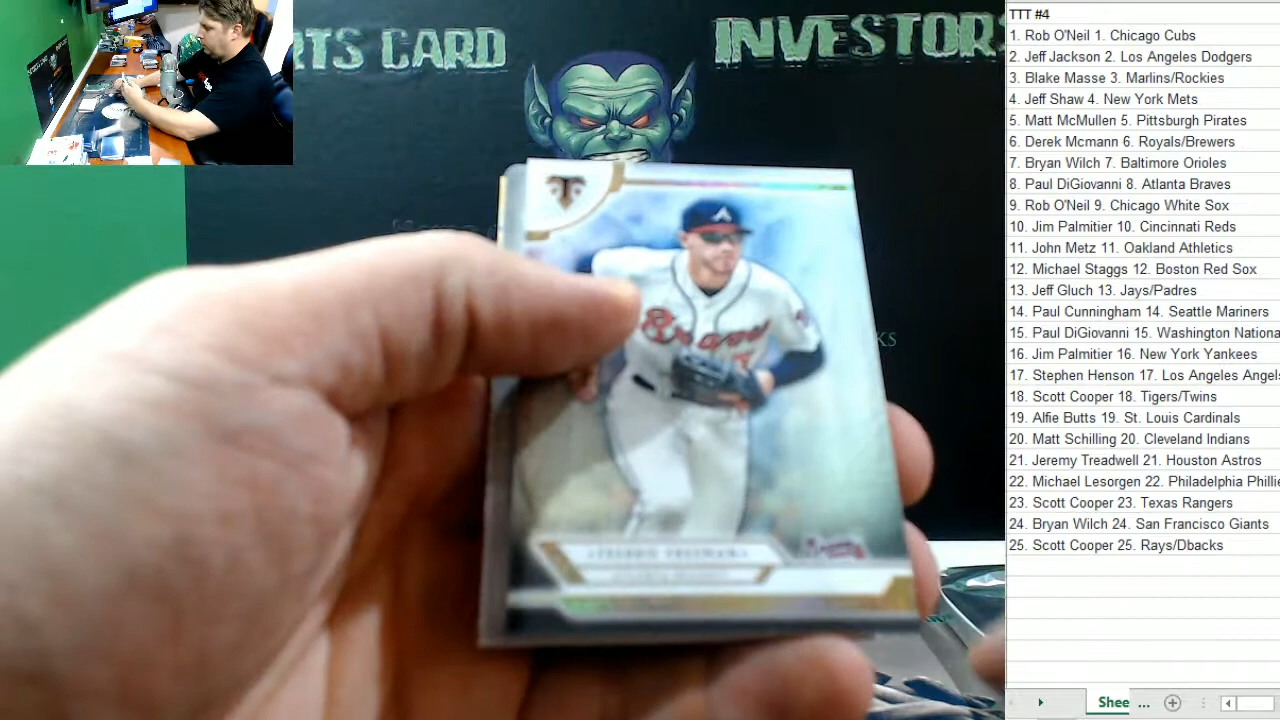 RTS CARD
INVESTORS
A
Braves
FREDDIE FREEMAN
KS
TTT #4
1. Rob O'Neil 1. Chicago Cubs
2. Jeff Jackson 2. Los Angeles Dodgers
3. Blake Masse 3. Marlins/Rockies
4. Jeff Shaw 4. New York Mets
5. Matt McMullen 5. Pittsburgh Pirates
6. Derek Mcmann 6. Royals/Brewers
7. Bryan Wilch 7. Baltimore Orioles
8. Paul DiGiovanni 8. Atlanta Braves
9. Rob O'Neil 9. Chicago White Sox
10. Jim Palmitier 10. Cincinnati Reds
11. John Metz 11. Oakland Athletics
12. Michael Staggs 12. Boston Red Sox
13. Jeff Gluch 13. Jays/Padres
14. Paul Cunningham 14. Seattle Mariners
15. Paul DiGiovanni 15. Washington Nationa
16. Jim Palmitier 16. New York Yankees
17. Stephen Henson 17. Los Angeles Angels
18. Scott Cooper 18. Tigers/Twins
19. Alfie Butts 19. St. Louis Cardinals
20. Matt Schilling 20. Cleveland Indians
21. Jeremy Treadwell 21. Houston Astros
22. Michael Lesorgen 22. Philadelphia Phillie
23. Scott Cooper 23. Texas Rangers
24. Bryan Wilch 24. San Francisco Giants
25. Scott Cooper 25. Rays/Dbacks
Shee ...